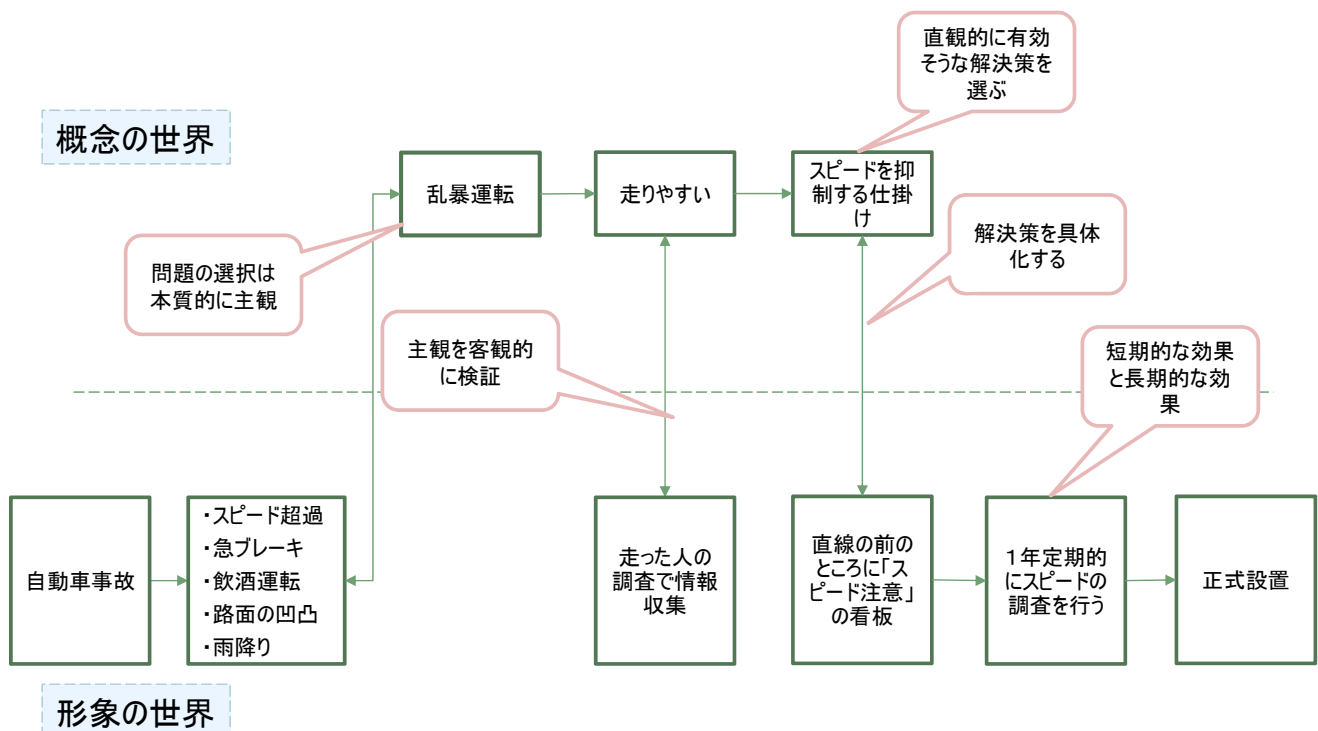 直観的に有効
そうな解決策を
選ぶ
概念の世界
乱暴運転
走りやすい
スピードを抑
制する仕掛
け
解決策を具体
化する
問題の選択は
本質的に主観
主観を客観的
に検証
短期的な効果
と長期的な効
果
自動車事故
・スピード超過
・急ブレーキ
・飲酒運転
・路面の凹凸
・雨降り
走った人の
調査で情報
収集
直線の前の
ところに「ス
ピード注意」
の看板
１年定期的
にスピードの
調査を行う
正式設置
形象の世界